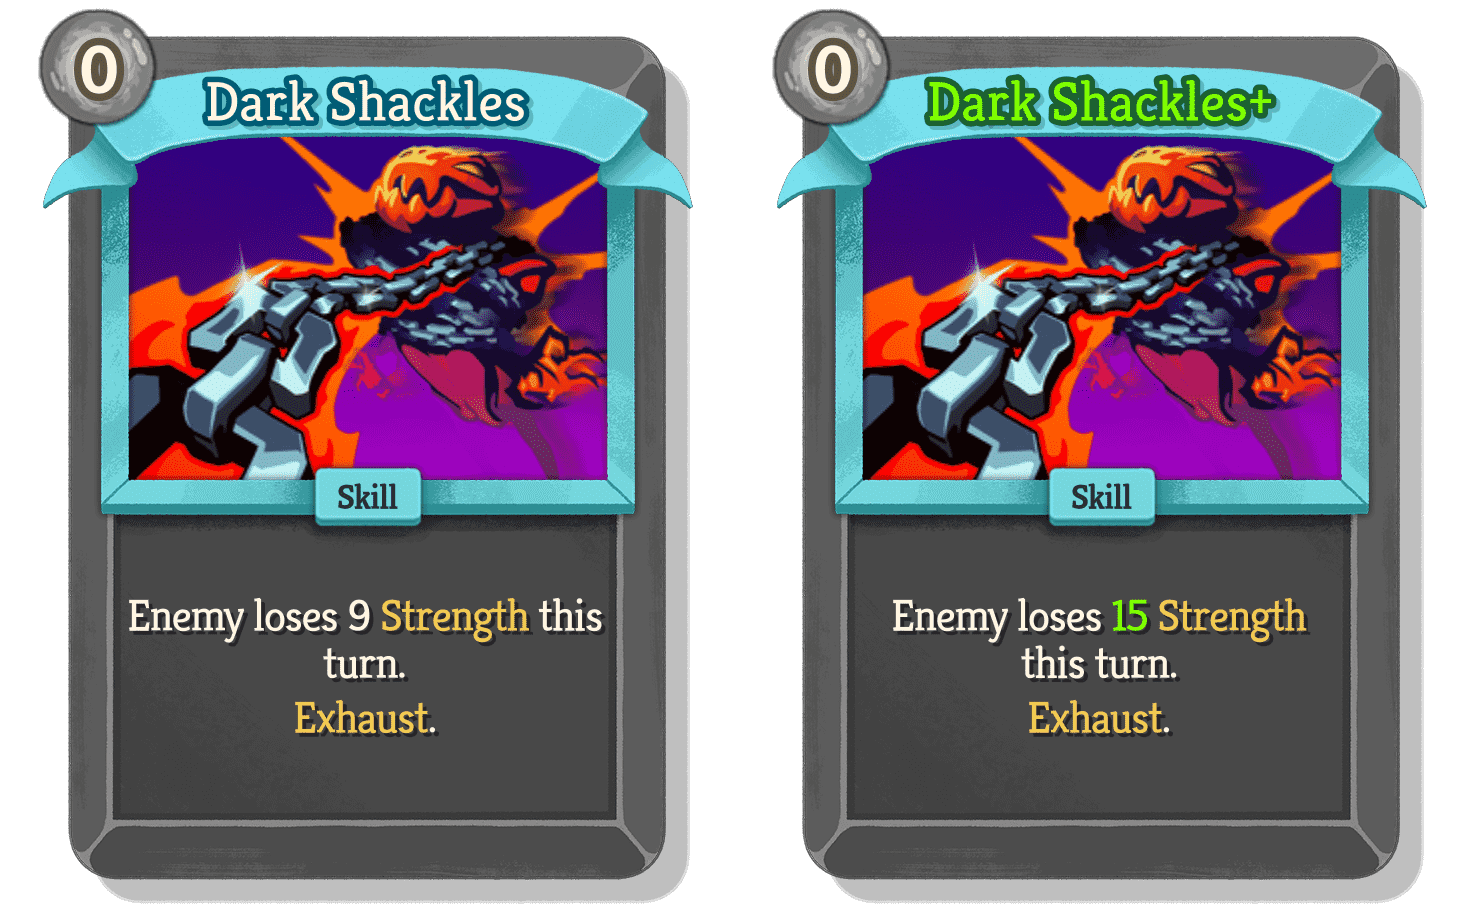 0
Dark Shackles
Skill
Enemy loses 9 Strength this
turn.
Exhaust.
0
Dark Shackles+
Skill
Enemy loses 15 Strength
this turn.
Exhaust.